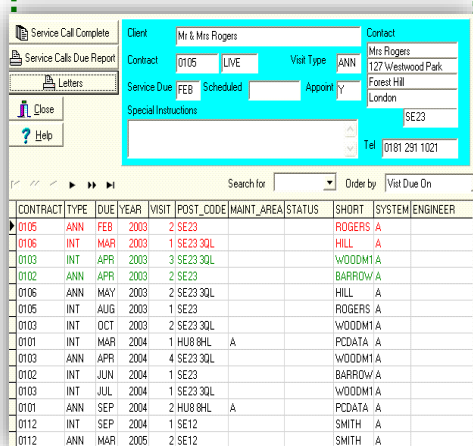 Service Call Complete
Service Calls Due Report
Letters
Close
Help
Client Mr & Mrs Rogers
Contract 0105 LIVE Visit Type ANN
Service Due FEB Scheduled Appoint Y
Special Instructions
Contact
Mrs Rogers
127 Westwood Park
Forest Hill
London
SE23
Tel 0181 291 1021
Search for Order by Vist Due On
CONTRACT TYPE DUE YEAR VISIT POST_CODE MAINT_AREA STATUS SHORT SYSTEM ENGINEER
0105 ANN FEB 2003 2 SE23 ROGERS A
0106 INT MAR 2003 1 SE23 3QL HILL A
0103 INT APR 2003 3 SE23 3QL WOODM1 A
0102 ANN APR 2003 2 SE23 BARROW A
0106 ANN MAY 2003 2 SE23 3QL HILL A
0105 INT AUG 2003 1 SE23 ROGERS A
0103 INT OCT 2003 2 SE23 3QL WOODM1 A
0101 INT MAR 2004 1 HU8 8HL A PCDATA A
0103 ANN APR 2004 4 SE23 3QL WOODM1 A
0102 INT JUN 2004 1 SE23 BARROW A
0103 INT JUL 2004 1 SE23 3QL WOODM1 A
0101 ANN SEP 2004 2 HU8 8HL A PCDATA A
0112 INT SEP 2004 1 SE12 SMITH A
0112 ANN MAR 2005 2 SE12 SMITH A